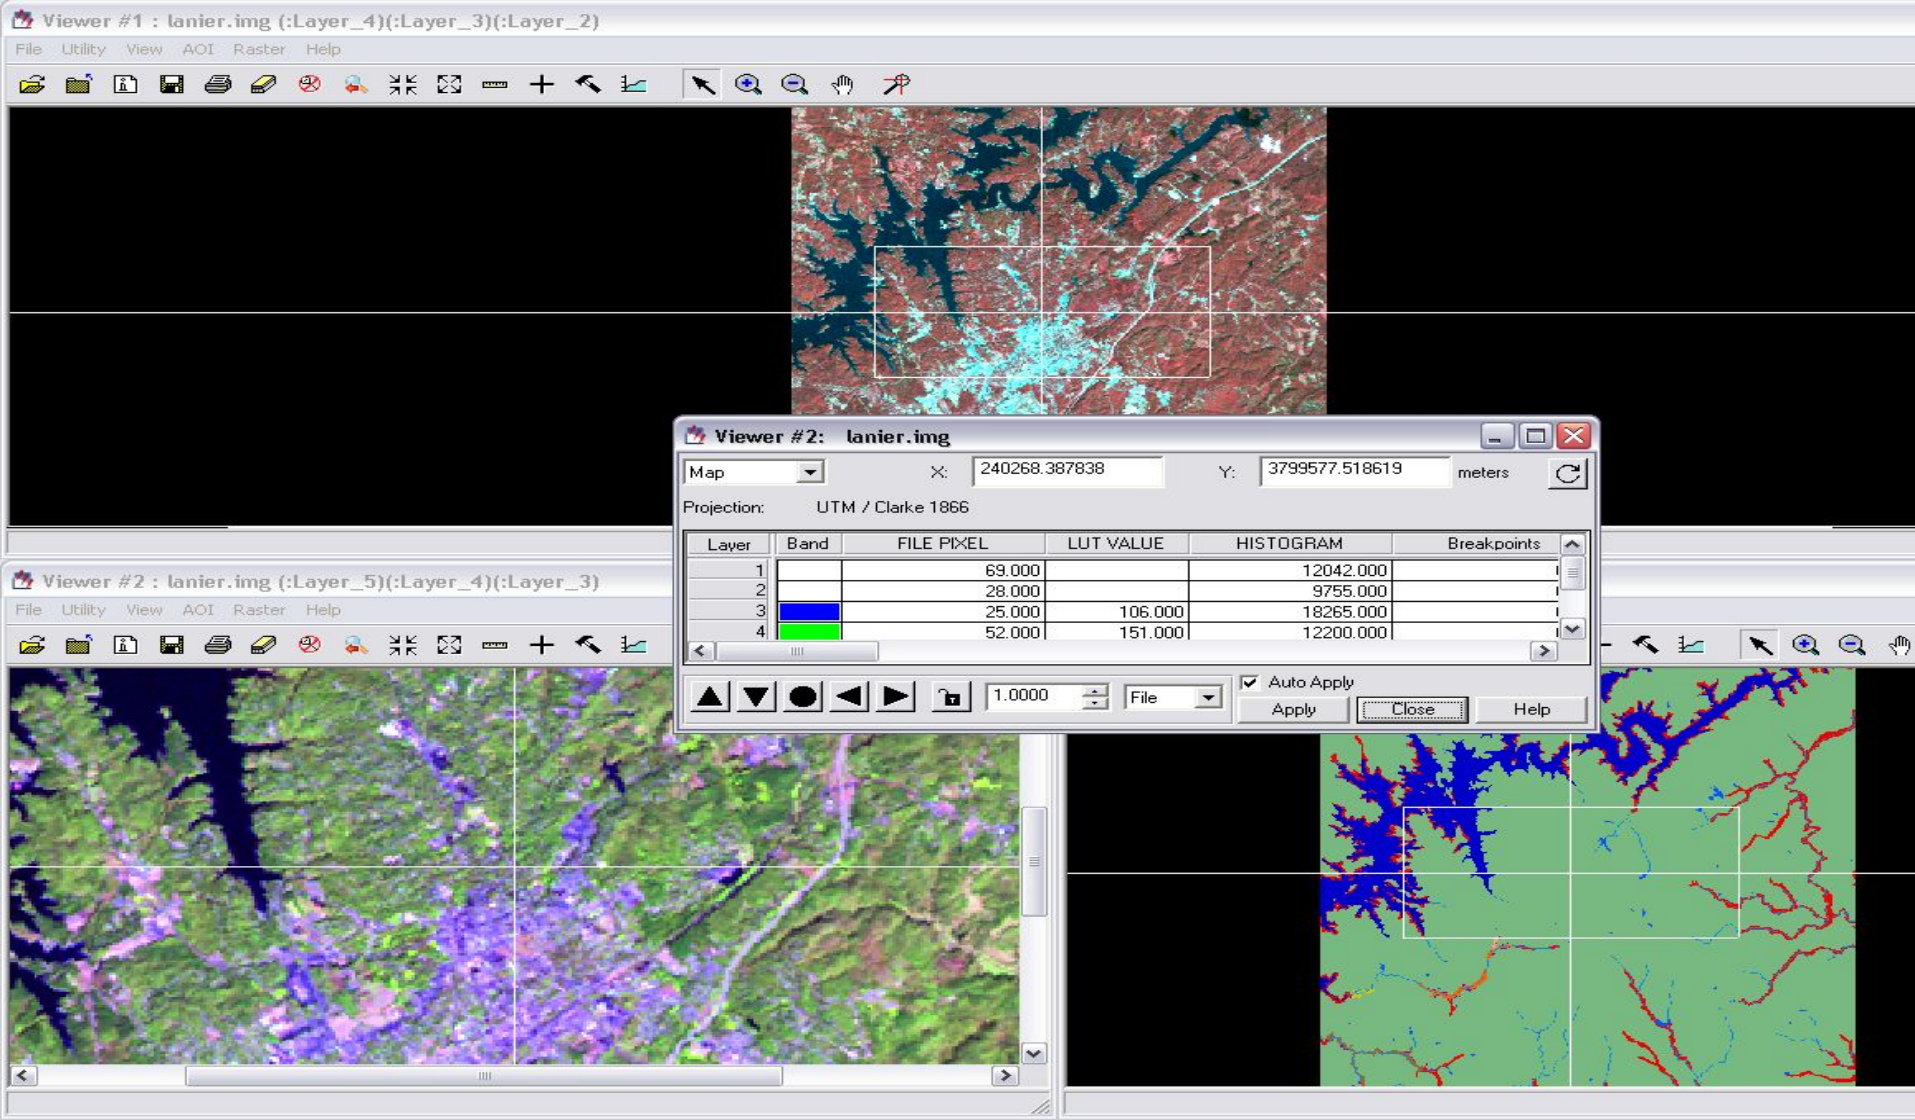 Viewer #1 : lanier.img (:Layer_4)(:Layer_3)(:Layer_2)
File Utility View AOI Raster Help
Viewer #2: lanier.img
Map X: 240268.387838 Y: 3799577.518619 meters
Projection: UTM / Clarke 1866
Layer Band FILE PIXEL LUT VALUE HISTOGRAM Breakpoints
1 69.000 12042.000
2 28.000 9755.000
3 25.000 106.000 18265.000
4 52.000 151.000 12200.000
1.0000 File Auto Apply
Apply Close Help
Viewer #2 : lanier.img (:Layer_5)(:Layer_4)(:Layer_3)
File Utility View AOI Raster Help